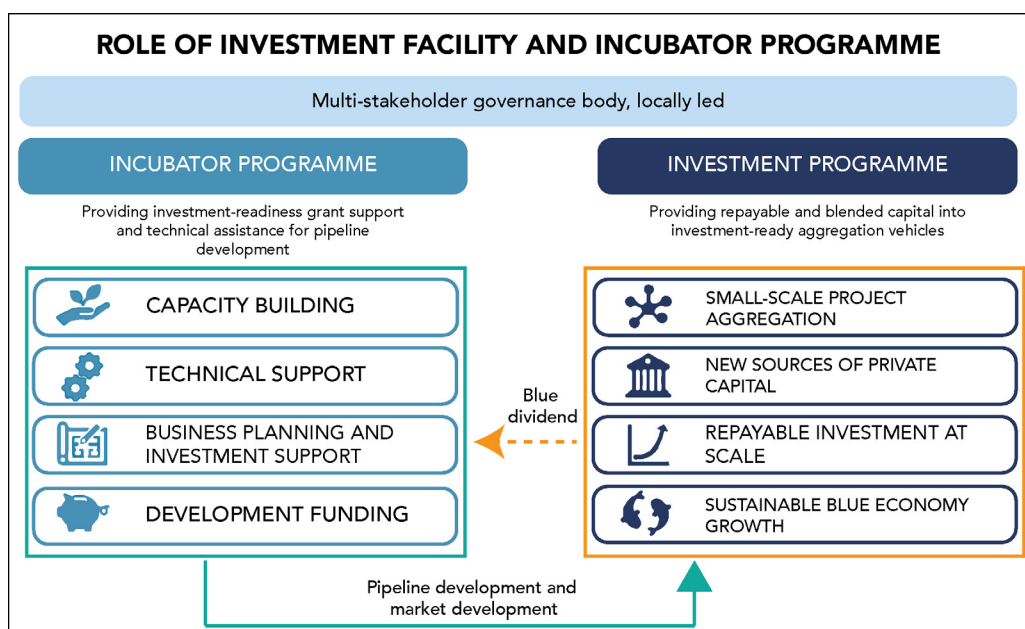 ROLE OF INVESTMENT FACILITY AND INCUBATOR PROGRAMME
Multi-stakeholder governance body, locally led
INCUBATOR PROGRAMME
Providing investment-readiness grant support
and technical assistance for pipeline
development
CAPACITY BUILDING
TECHNICAL SUPPORT
BUSINESS PLANNING AND
INVESTMENT SUPPORT
DEVELOPMENT FUNDING
Blue
dividend
INVESTMENT PROGRAMME
Providing repayable and blended capital into
investment-ready aggregation vehicles
SMALL-SCALE PROJECT
AGGREGATION
NEW SOURCES OF PRIVATE
CAPITAL
REPAYABLE INVESTMENT AT
SCALE
SUSTAINABLE BLUE ECONOMY
GROWTH
Pipeline development and
market development